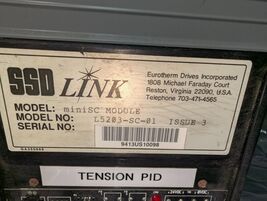 SSD LINK
Eurotherm Drives Incorporated
1808 Michael Faraday Court
Reston, Virginia 22090, U.S.A.
Telephone 703-471-4565
MODEL: miniSC MODULE
MODEL NO: L5203-SC-01 ISSUE 3
SERIAL NO:
9413US10098
TENSION PID